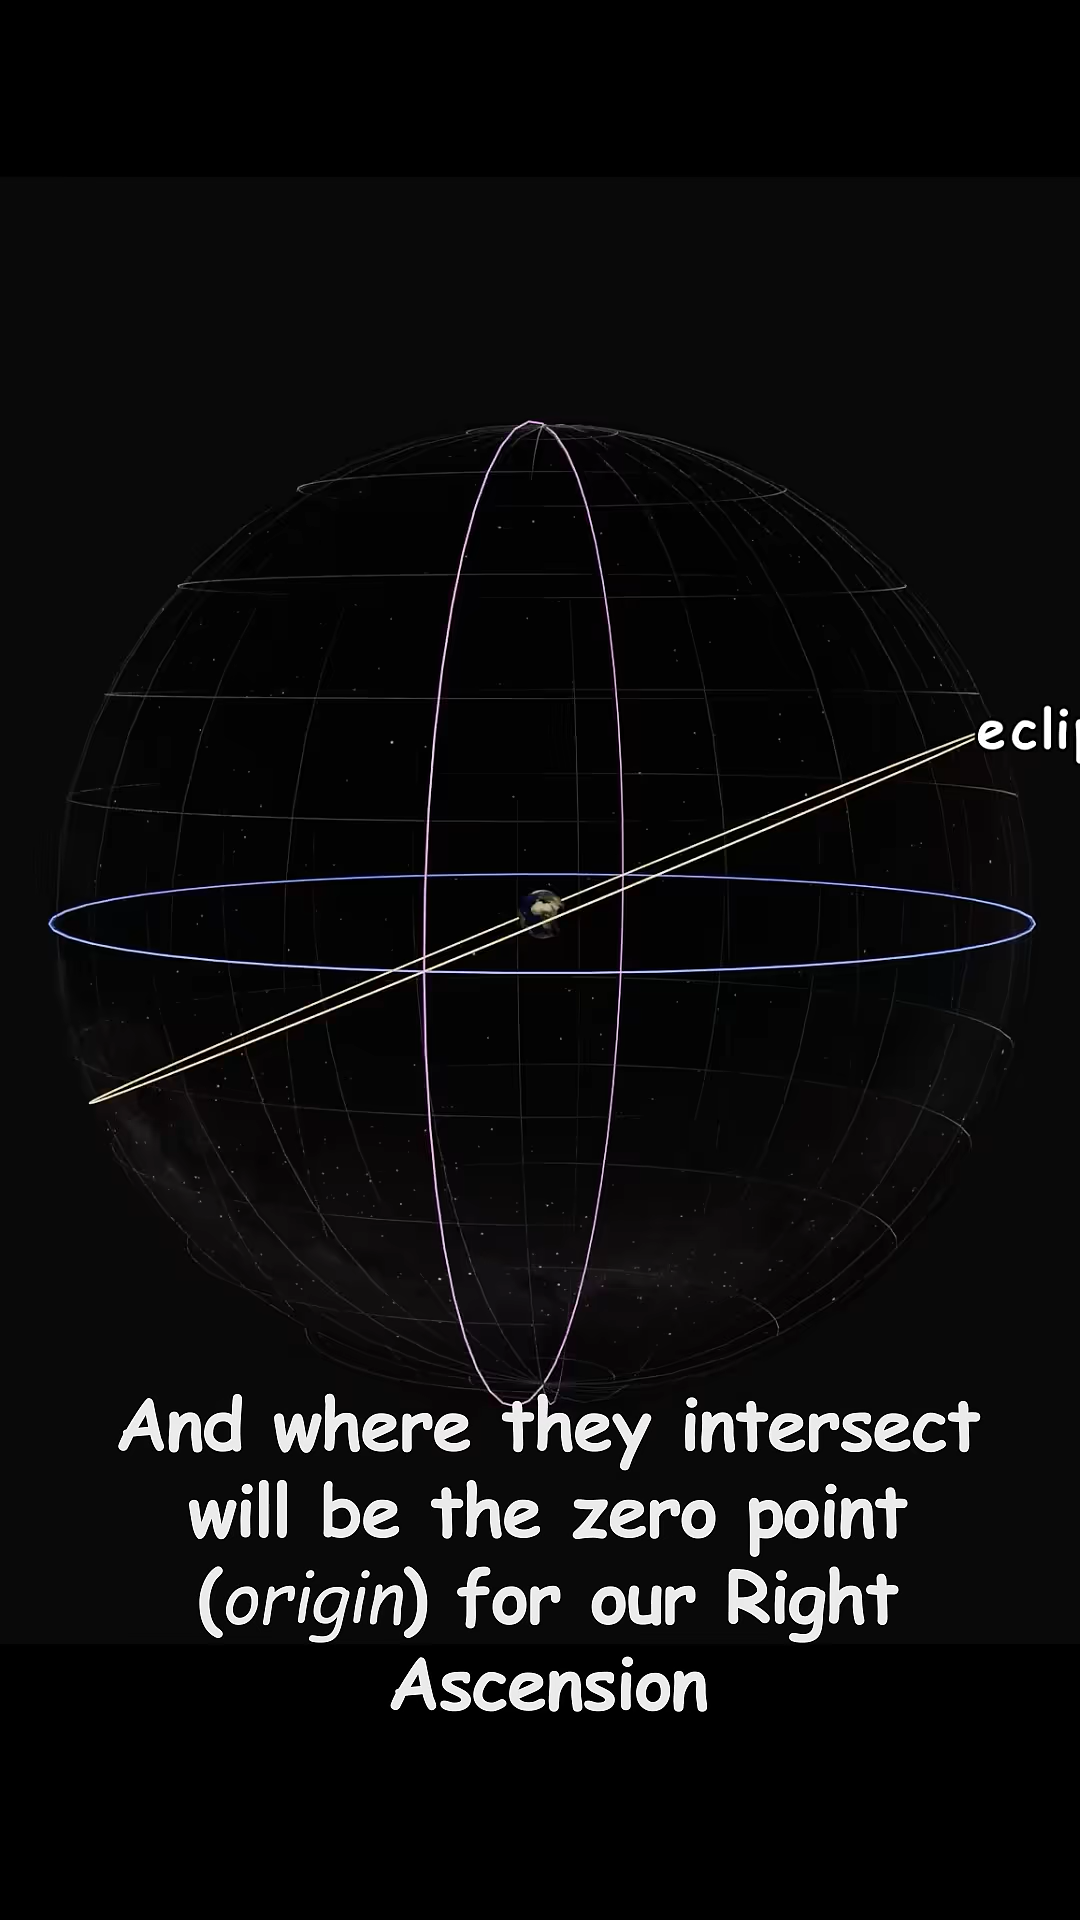 eclip
And where they intersect
will be the zero point
(origin) for our Right
Ascension